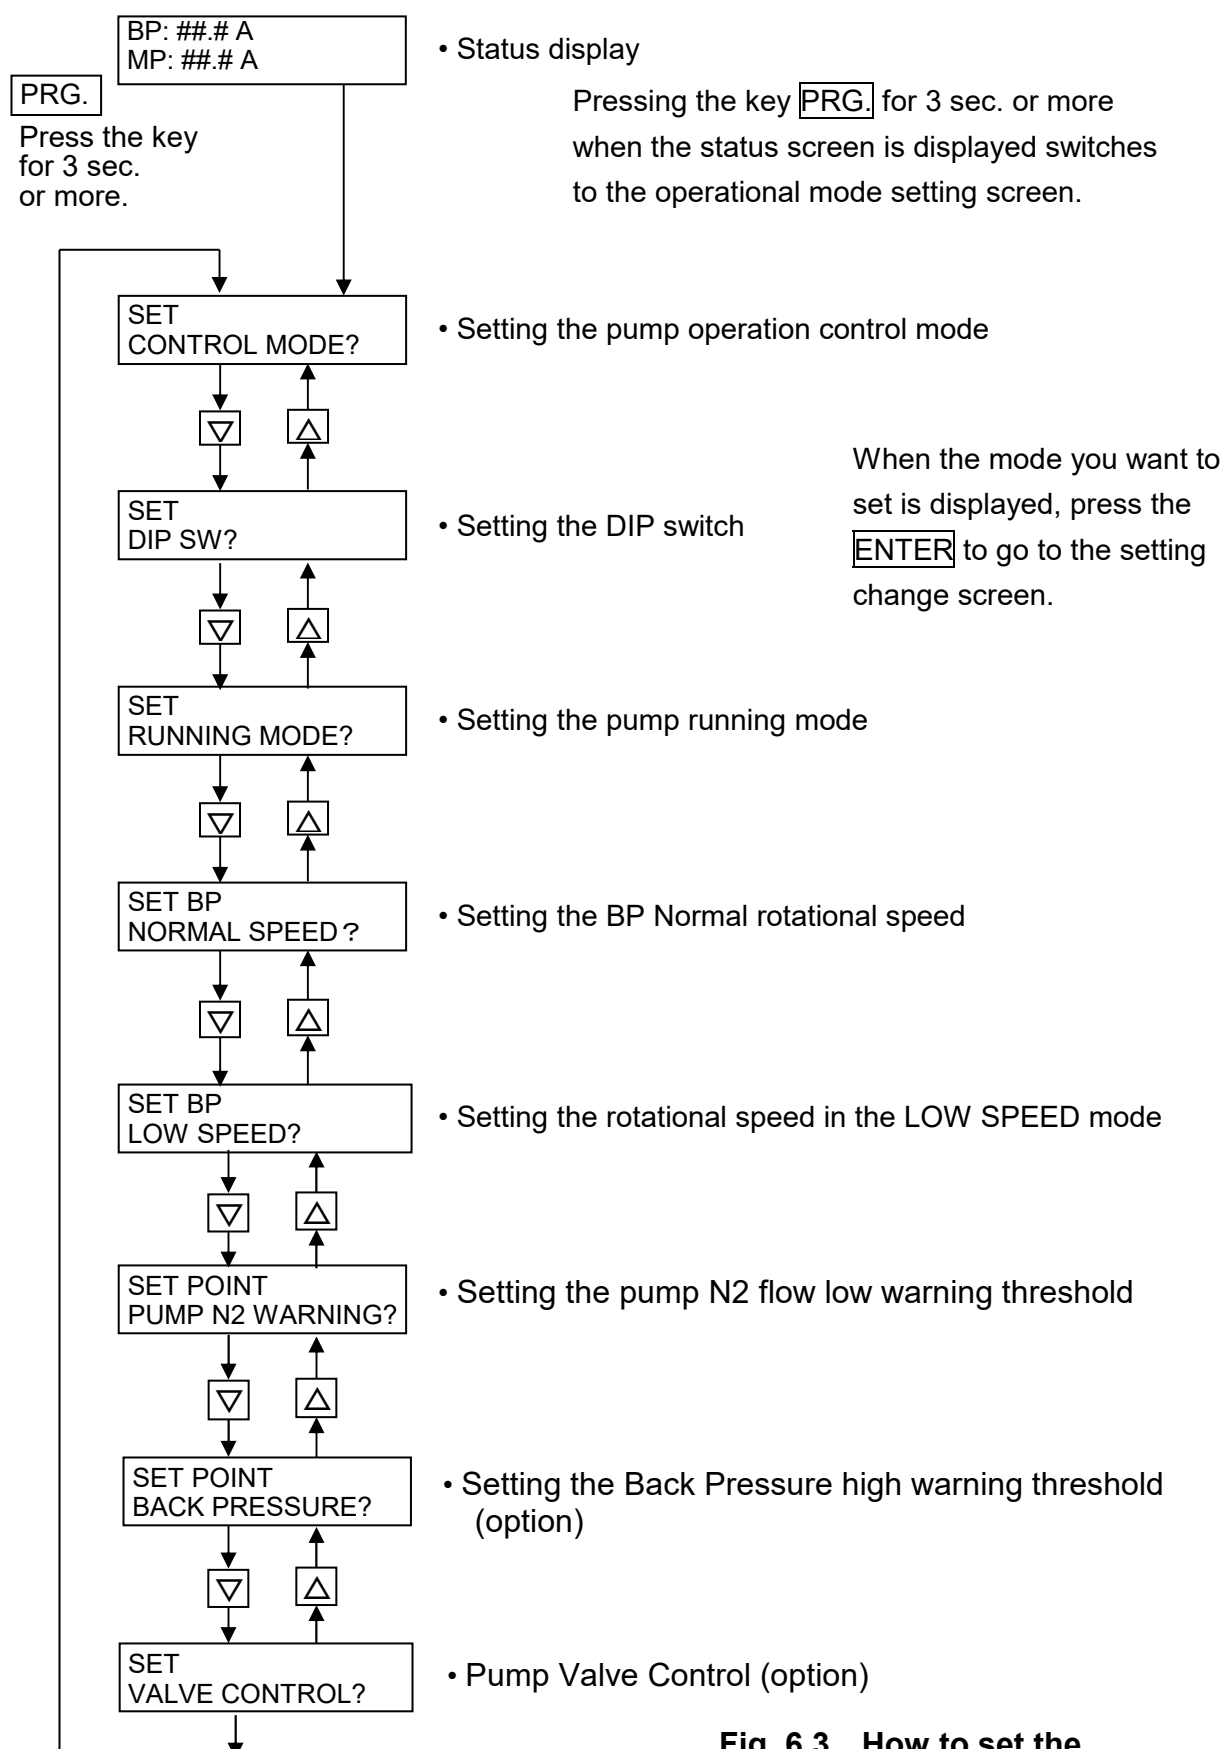 BP: ##.# A
MP: ##.# A
• Status display
PRG.
Press the key
for 3 sec.
or more.
Pressing the key PRG. for 3 sec. or more
when the status screen is displayed switches
to the operational mode setting screen.
SET
CONTROL MODE?
• Setting the pump operation control mode
▽ △
When the mode you want to
set is displayed, press the
ENTER to go to the setting
change screen.
SET
DIP SW?
• Setting the DIP switch
▽ △
SET
RUNNING MODE?
• Setting the pump running mode
▽ △
SET BP
NORMAL SPEED？
• Setting the BP Normal rotational speed
▽ △
SET BP
LOW SPEED?
• Setting the rotational speed in the LOW SPEED mode
▽ △
SET POINT
PUMP N2 WARNING?
• Setting the pump N2 flow low warning threshold
▽ △
SET POINT
BACK PRESSURE?
• Setting the Back Pressure high warning threshold
(option)
▽ △
SET
VALVE CONTROL?
• Pump Valve Control (option)
Fig. 6.3 How to set the